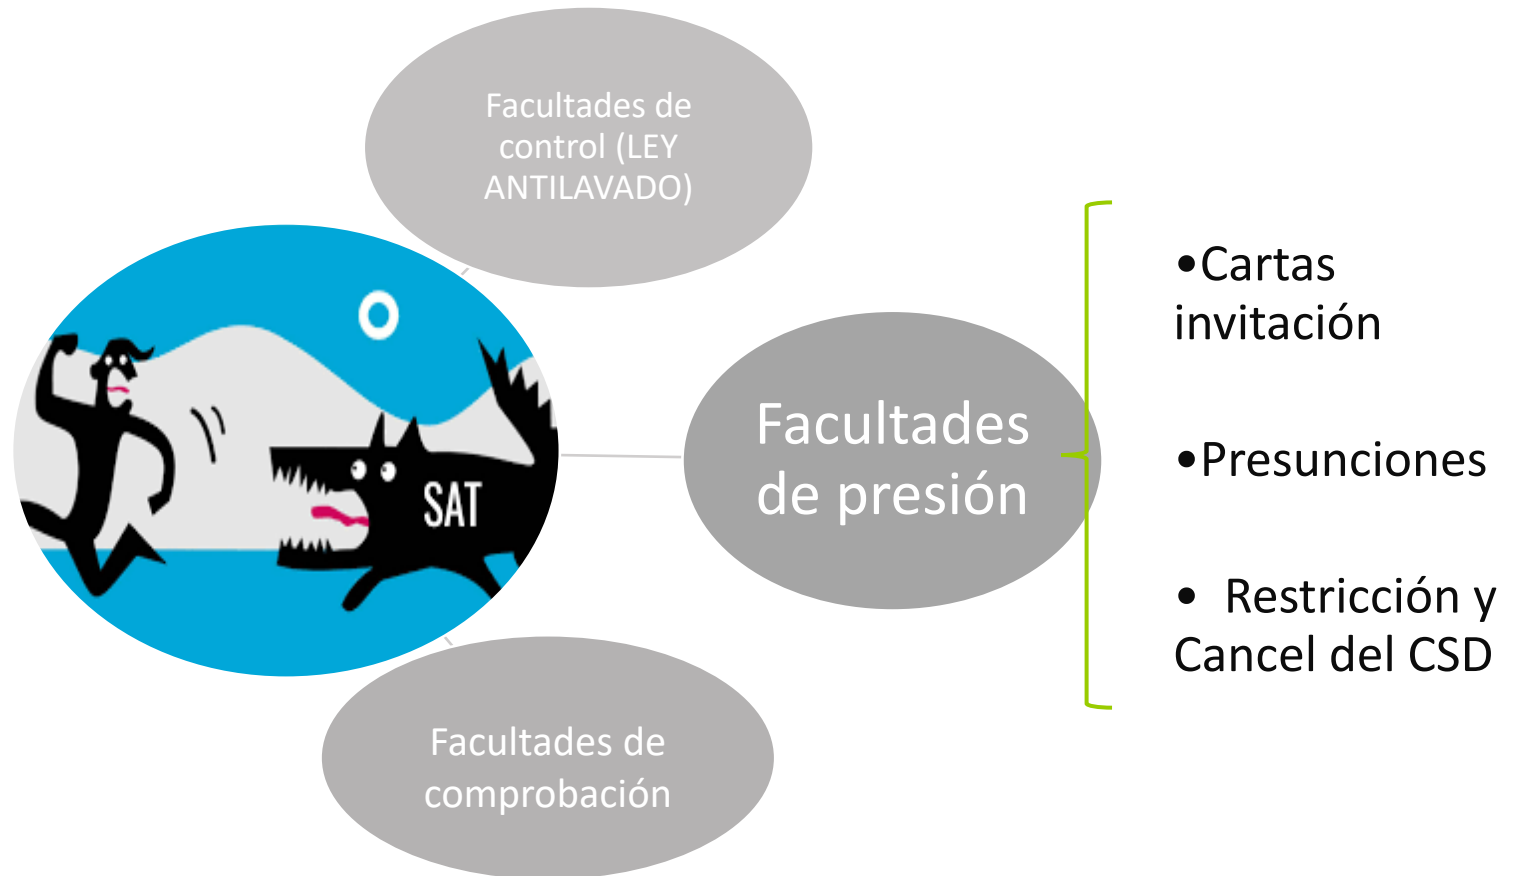 Facultades de
control (LEY
ANTILAVADO)
SAT
Facultades
de presión
•Cartas
invitación
•Presunciones
• Restricción y
Cancel del CSD
Facultades de
comprobación